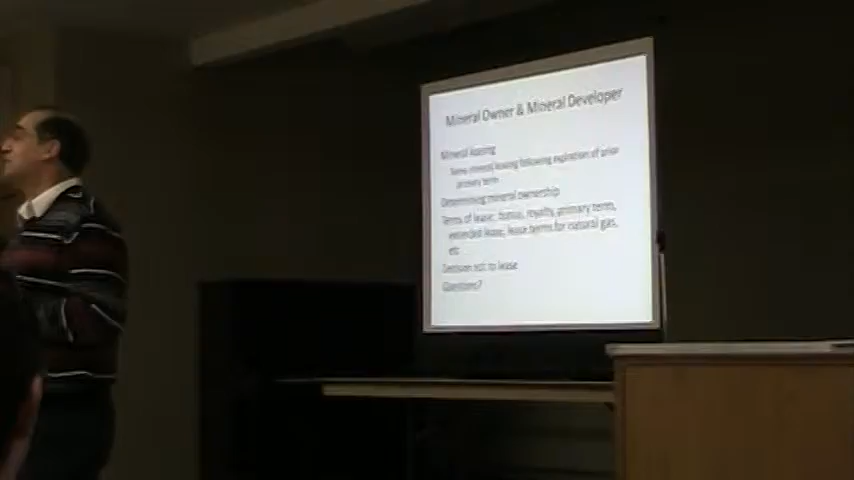 Mineral Owner & Mineral Developer
Mineral leasing
Some mineral leasing following expiration of prior
primary term
Determining mineral ownership
Terms of lease: bonus, royalty, primary term,
extended lease, lease terms for natural gas,
etc
Decision not to lease
Questions?